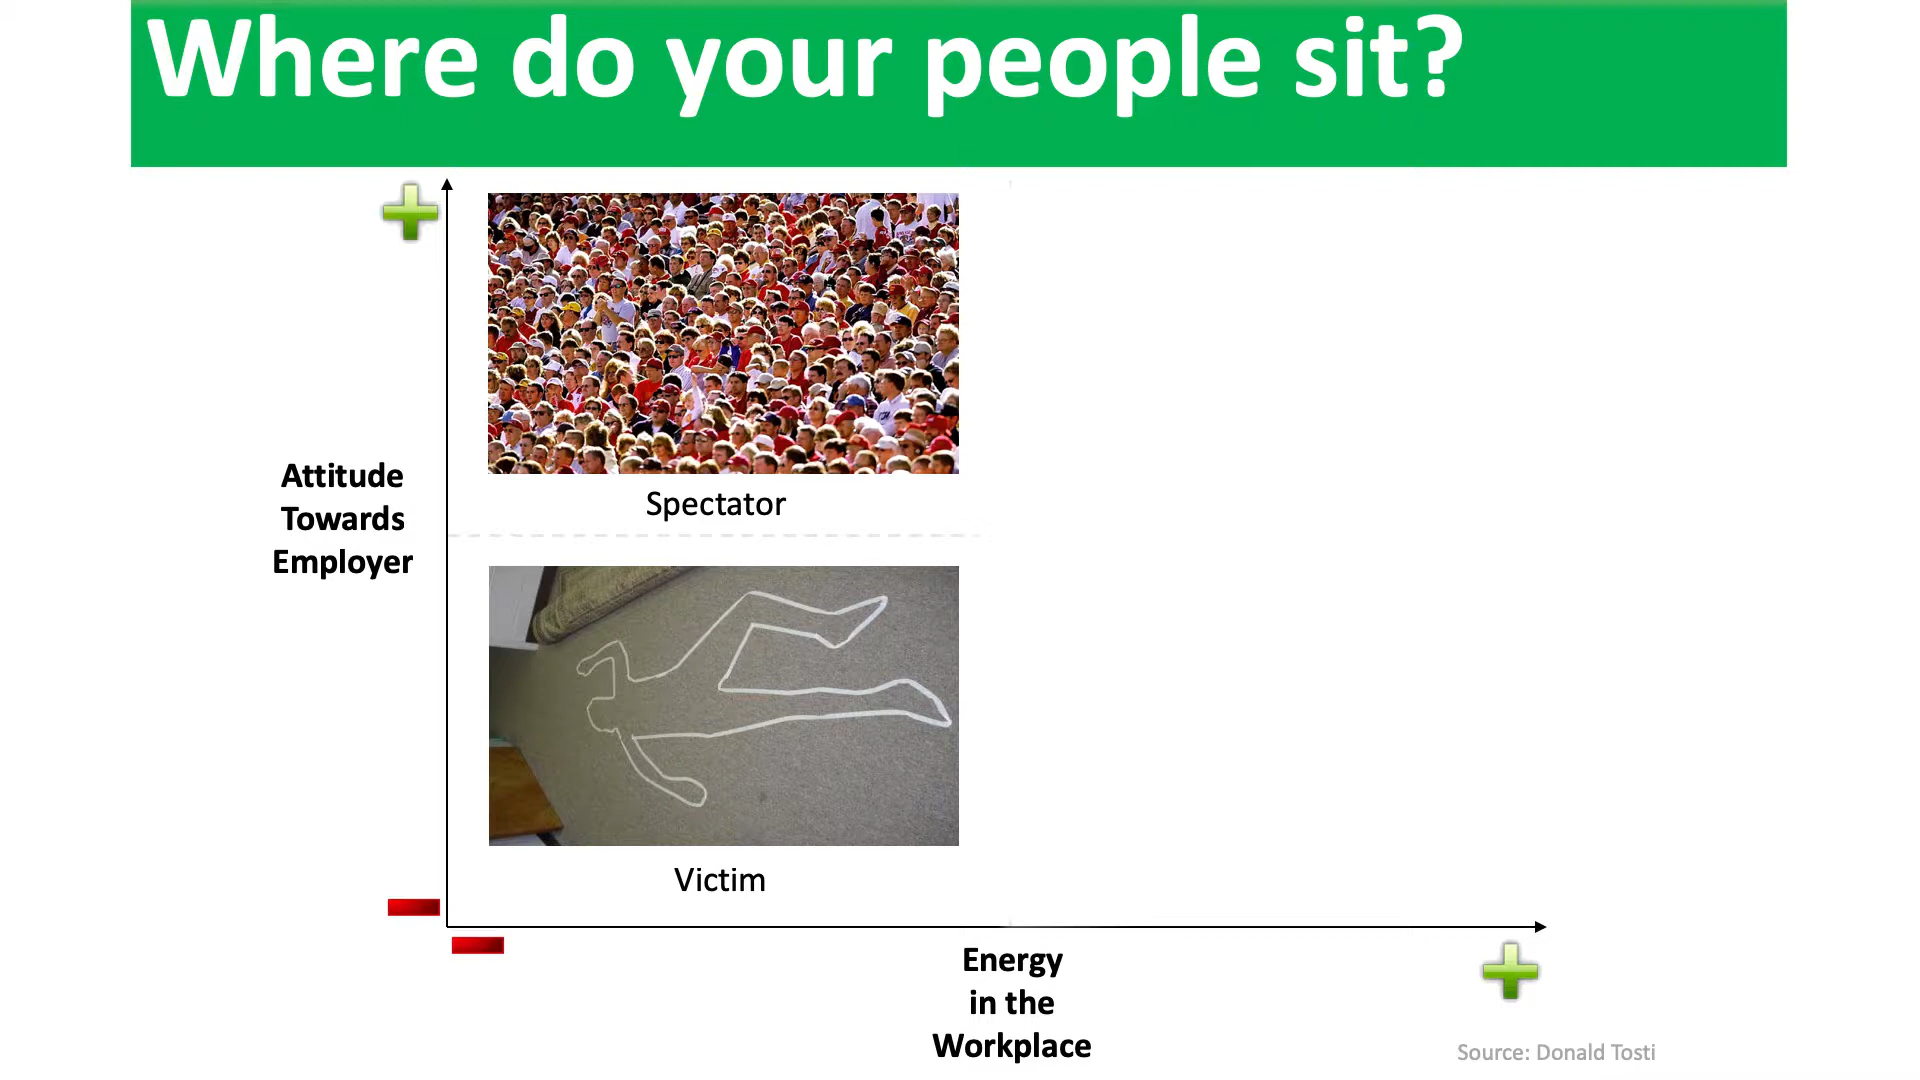 Where do your people sit?
Attitude
Towards
Employer
Spectator
Victim
Energy
in the
Workplace
Source: Donald Tosti